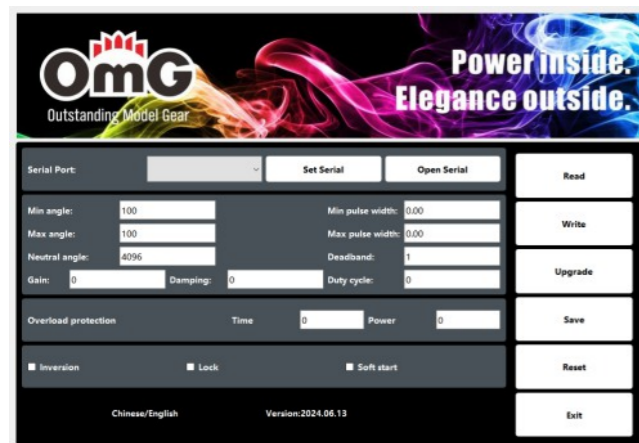 OmG
Outstanding Model Gear
Power inside.
Elegance outside.
Serial Port: Set Serial Open Serial
Read
Min angle: 100 Min pulse width: 0.00
Max angle: 100 Max pulse width: 0.00
Write
Neutral angle: 4096 Deadband: 1
Gain: 0 Damping: 0 Duty cycle: 0
Upgrade
Overload protection Time 0 Power 0
Save
Inversion Lock Soft start
Reset
Chinese/English Version:2024.06.13
Exit